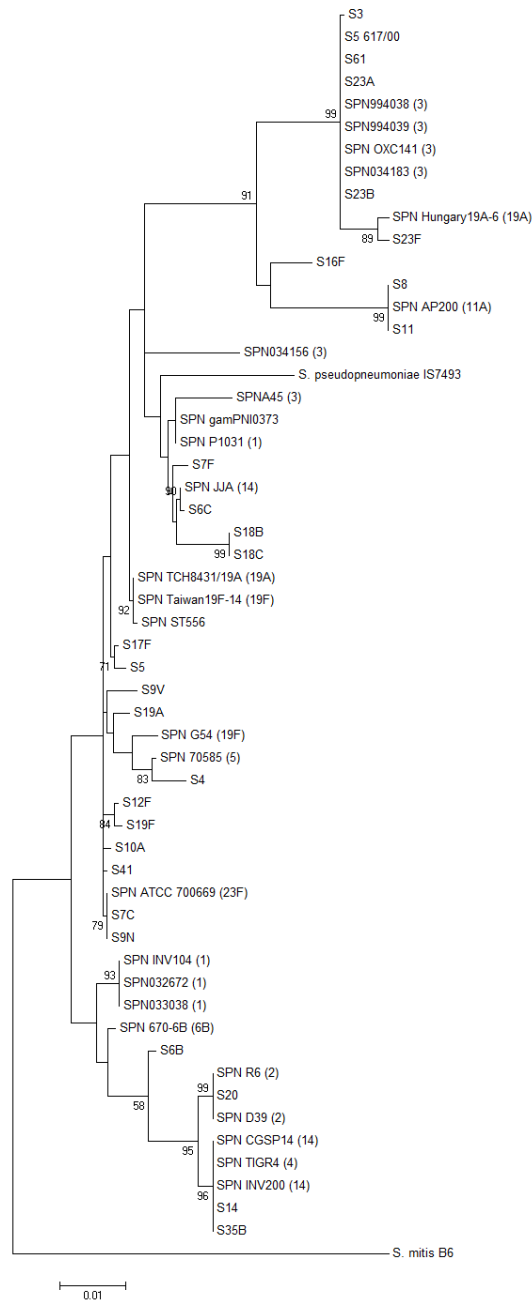 S3
S5 617/00
S61
S23A
SPN994038 (3)
99
SPN994039 (3)
SPN OXC141 (3)
SPN034183 (3)
S23B
91
SPN Hungary19A-6 (19A)
89
S23F
S16F
S8
SPN AP200 (11A)
99
S11
SPN034156 (3)
S. pseudopneumoniae IS7493
SPNA45 (3)
SPN gamPNI0373
SPN P1031 (1)
S7F
90
SPN JJA (14)
S6C
S18B
99
S18C
SPN TCH8431/19A (19A)
SPN Taiwan19F-14 (19F)
92
SPN ST556
S17F
71
S5
S9V
S19A
SPN G54 (19F)
SPN 70585 (5)
83
S4
S12F
84
S19F
S10A
S41
SPN ATCC 700669 (23F)
S7C
79
S9N
SPN INV104 (1)
93
SPN032672 (1)
SPN033038 (1)
SPN 670-6B (6B)
S6B
SPN R6 (2)
99
S20
58
SPN D39 (2)
SPN CGSP14 (14)
95
SPN TIGR4 (4)
SPN INV200 (14)
96
S14
S35B
S. mitis B6
0.01